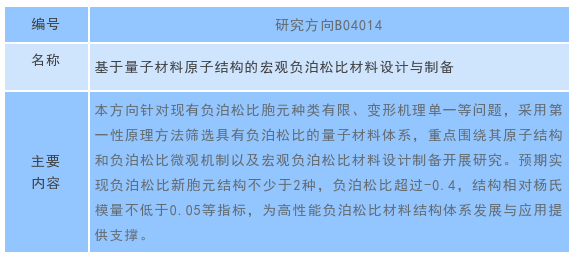 编号
研究方向B04014
名称
基于量子材料原子结构的宏观负泊松比材料设计与制备
主要
内容
本方向针对现有负泊松比胞元种类有限、变形机理单一等问题，采用第
一性原理方法筛选具有负泊松比的量子材料体系，重点围绕其原子结构
和负泊松比微观机制以及宏观负泊松比材料设计制备开展研究。预期实
现负泊松比新胞元结构不少于2种，负泊松比超过-0.4，结构相对杨氏
模量不低于0.05等指标，为高性能负泊松比材料结构体系发展与应用提
供支撑。